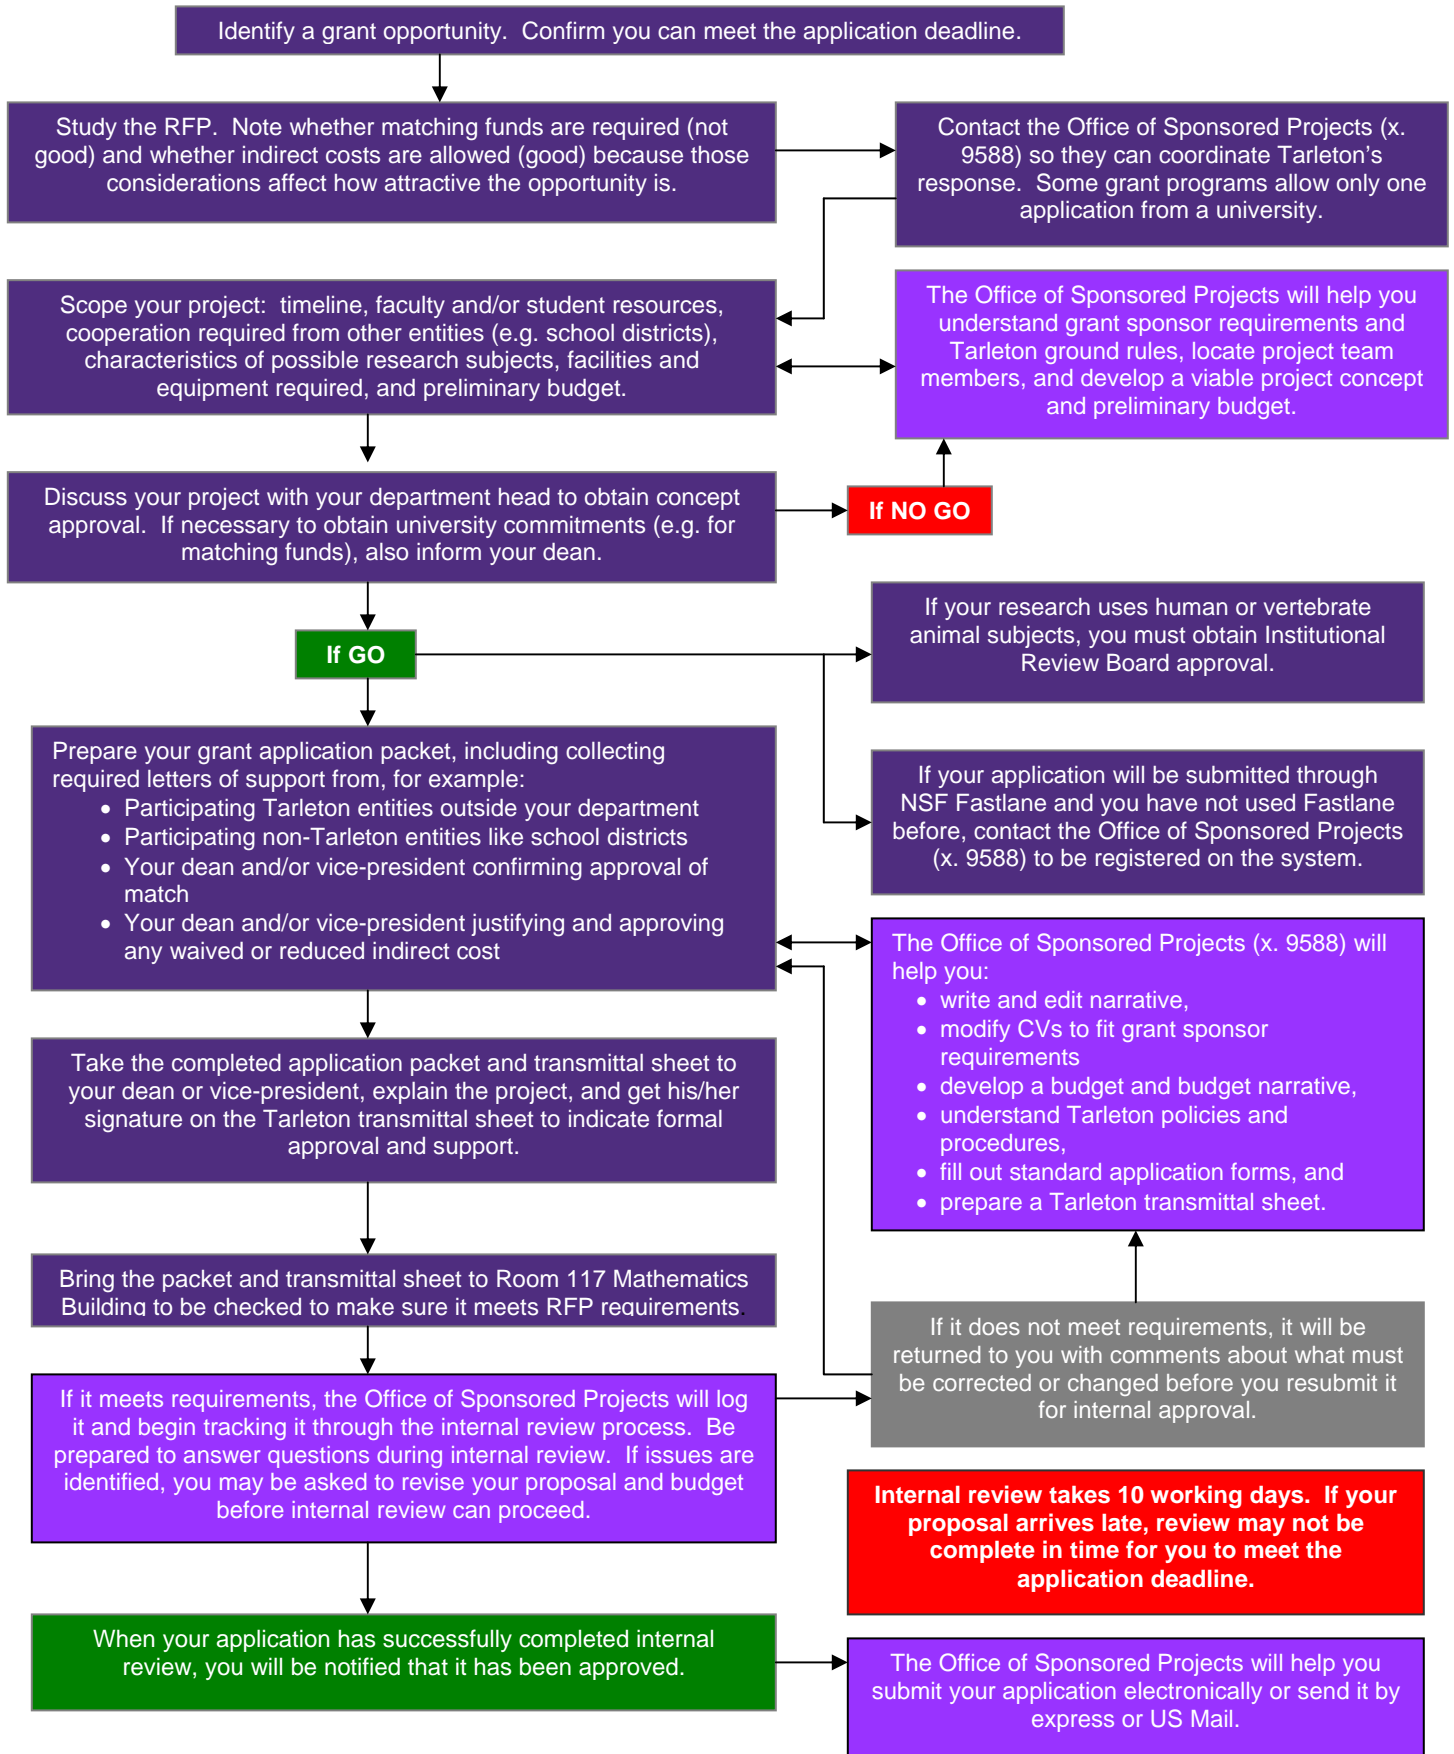 Identify a grant opportunity.  Confirm you can meet the application deadline.
Study the RFP.  Note whether matching funds are required (not
good) and whether indirect costs are allowed (good) because those
considerations affect how attractive the opportunity is.
Contact the Office of Sponsored Projects (x.
9588) so they can coordinate Tarleton’s
response.  Some grant programs allow only one
application from a university.
Scope your project:  timeline, faculty and/or student resources,
cooperation required from other entities (e.g. school districts),
characteristics of possible research subjects, facilities and
equipment required, and preliminary budget.
The Office of Sponsored Projects will help you
understand grant sponsor requirements and
Tarleton ground rules, locate project team
members, and develop a viable project concept
and preliminary budget.
Discuss your project with your department head to obtain concept
approval.  If necessary to obtain university commitments (e.g. for
matching funds), also inform your dean.
If NO GO
If GO
If your research uses human or vertebrate
animal subjects, you must obtain Institutional
Review Board approval.
Prepare your grant application packet, including collecting
required letters of support from, for example:
• Participating Tarleton entities outside your department
• Participating non-Tarleton entities like school districts
• Your dean and/or vice-president confirming approval of
match
• Your dean and/or vice-president justifying and approving
any waived or reduced indirect cost
If your application will be submitted through
NSF Fastlane and you have not used Fastlane
before, contact the Office of Sponsored Projects
(x. 9588) to be registered on the system.
The Office of Sponsored Projects (x. 9588) will
help you:
• write and edit narrative,
• modify CVs to fit grant sponsor
requirements
• develop a budget and budget narrative,
• understand Tarleton policies and
procedures,
• fill out standard application forms, and
• prepare a Tarleton transmittal sheet.
Take the completed application packet and transmittal sheet to
your dean or vice-president, explain the project, and get his/her
signature on the Tarleton transmittal sheet to indicate formal
approval and support.
Bring the packet and transmittal sheet to Room 117 Mathematics
Building to be checked to make sure it meets RFP requirements.
If it does not meet requirements, it will be
returned to you with comments about what must
be corrected or changed before you resubmit it
for internal approval.
If it meets requirements, the Office of Sponsored Projects will log
it and begin tracking it through the internal review process.  Be
prepared to answer questions during internal review.  If issues are
identified, you may be asked to revise your proposal and budget
before internal review can proceed.
Internal review takes 10 working days.  If your
proposal arrives late, review may not be
complete in time for you to meet the
application deadline.
When your application has successfully completed internal
review, you will be notified that it has been approved.
The Office of Sponsored Projects will help you
submit your application electronically or send it by
express or US Mail.